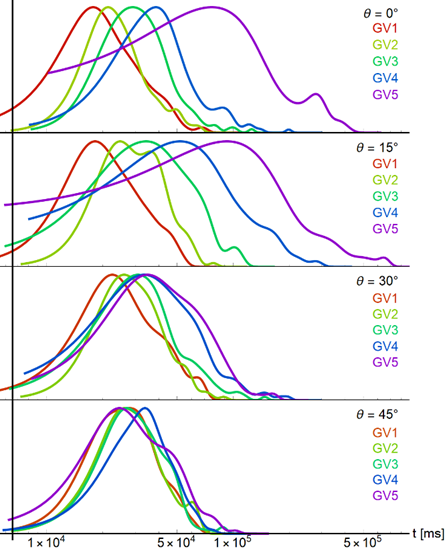 θ = 0°
GV1
GV2
GV3
GV4
GV5
θ = 15°
GV1
GV2
GV3
GV4
GV5
θ = 30°
GV1
GV2
GV3
GV4
GV5
θ = 45°
GV1
GV2
GV3
GV4
GV5
1×10⁴ 5×10⁴ 1×10⁵ 5×10⁵ t [ms]